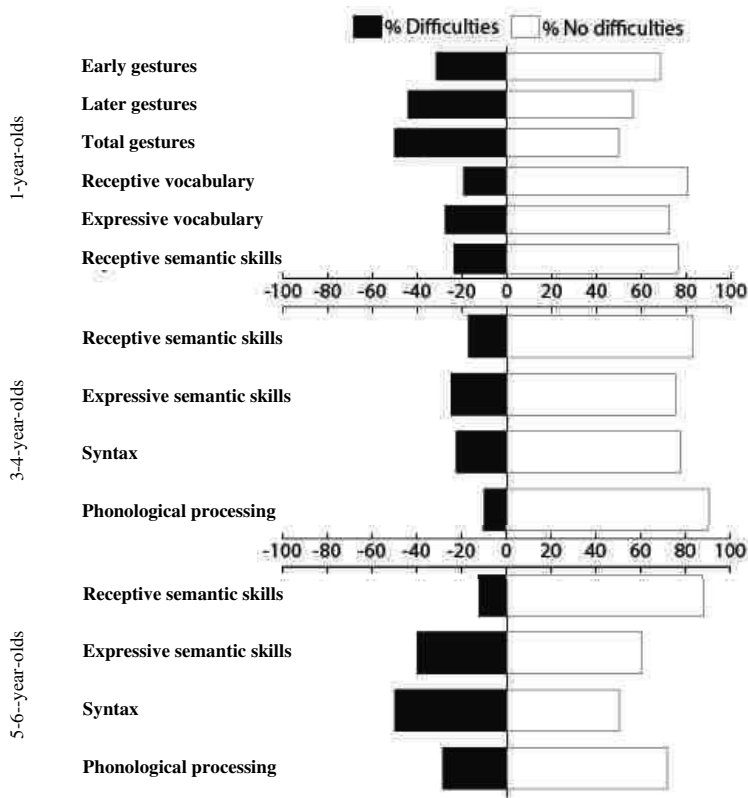 % Difficulties % No difficulties
1-year-olds
Early gestures
Later gestures
Total gestures
Receptive vocabulary
Expressive vocabulary
Receptive semantic skills
-100 -80 -60 -40 -20 0 20 40 60 80 100
3-4-year-olds
Receptive semantic skills
Expressive semantic skills
Syntax
Phonological processing
-100 -80 -60 -40 -20 0 20 40 60 80 100
5-6--year-olds
Receptive semantic skills
Expressive semantic skills
Syntax
Phonological processing